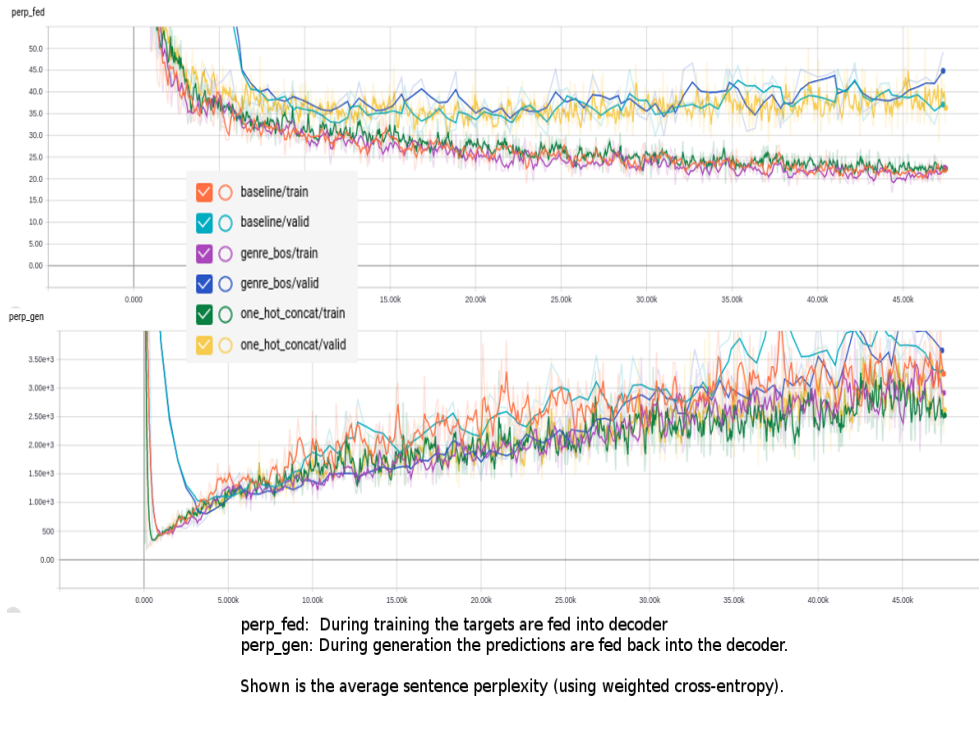 perp_fed
50.0
45.0
40.0
35.0
30.0
25.0
20.0
15.0
10.0
5.00
0.00
baseline/train
baseline/valid
genre_bos/train
genre_bos/valid
one_hot_concat/train
one_hot_concat/valid
0.000 15.00k 20.00k 25.00k 30.00k 35.00k 40.00k 45.00k
perp_gen
3.50e+3
3.00e+3
2.50e+3
2.00e+3
1.50e+3
1.00e+3
500
0.00
0.000 5.000k 10.00k 15.00k 20.00k 25.00k 30.00k 35.00k 40.00k 45.00k
perp_fed: During training the targets are fed into decoder
perp_gen: During generation the predictions are fed back into the decoder.
Shown is the average sentence perplexity (using weighted cross-entropy).